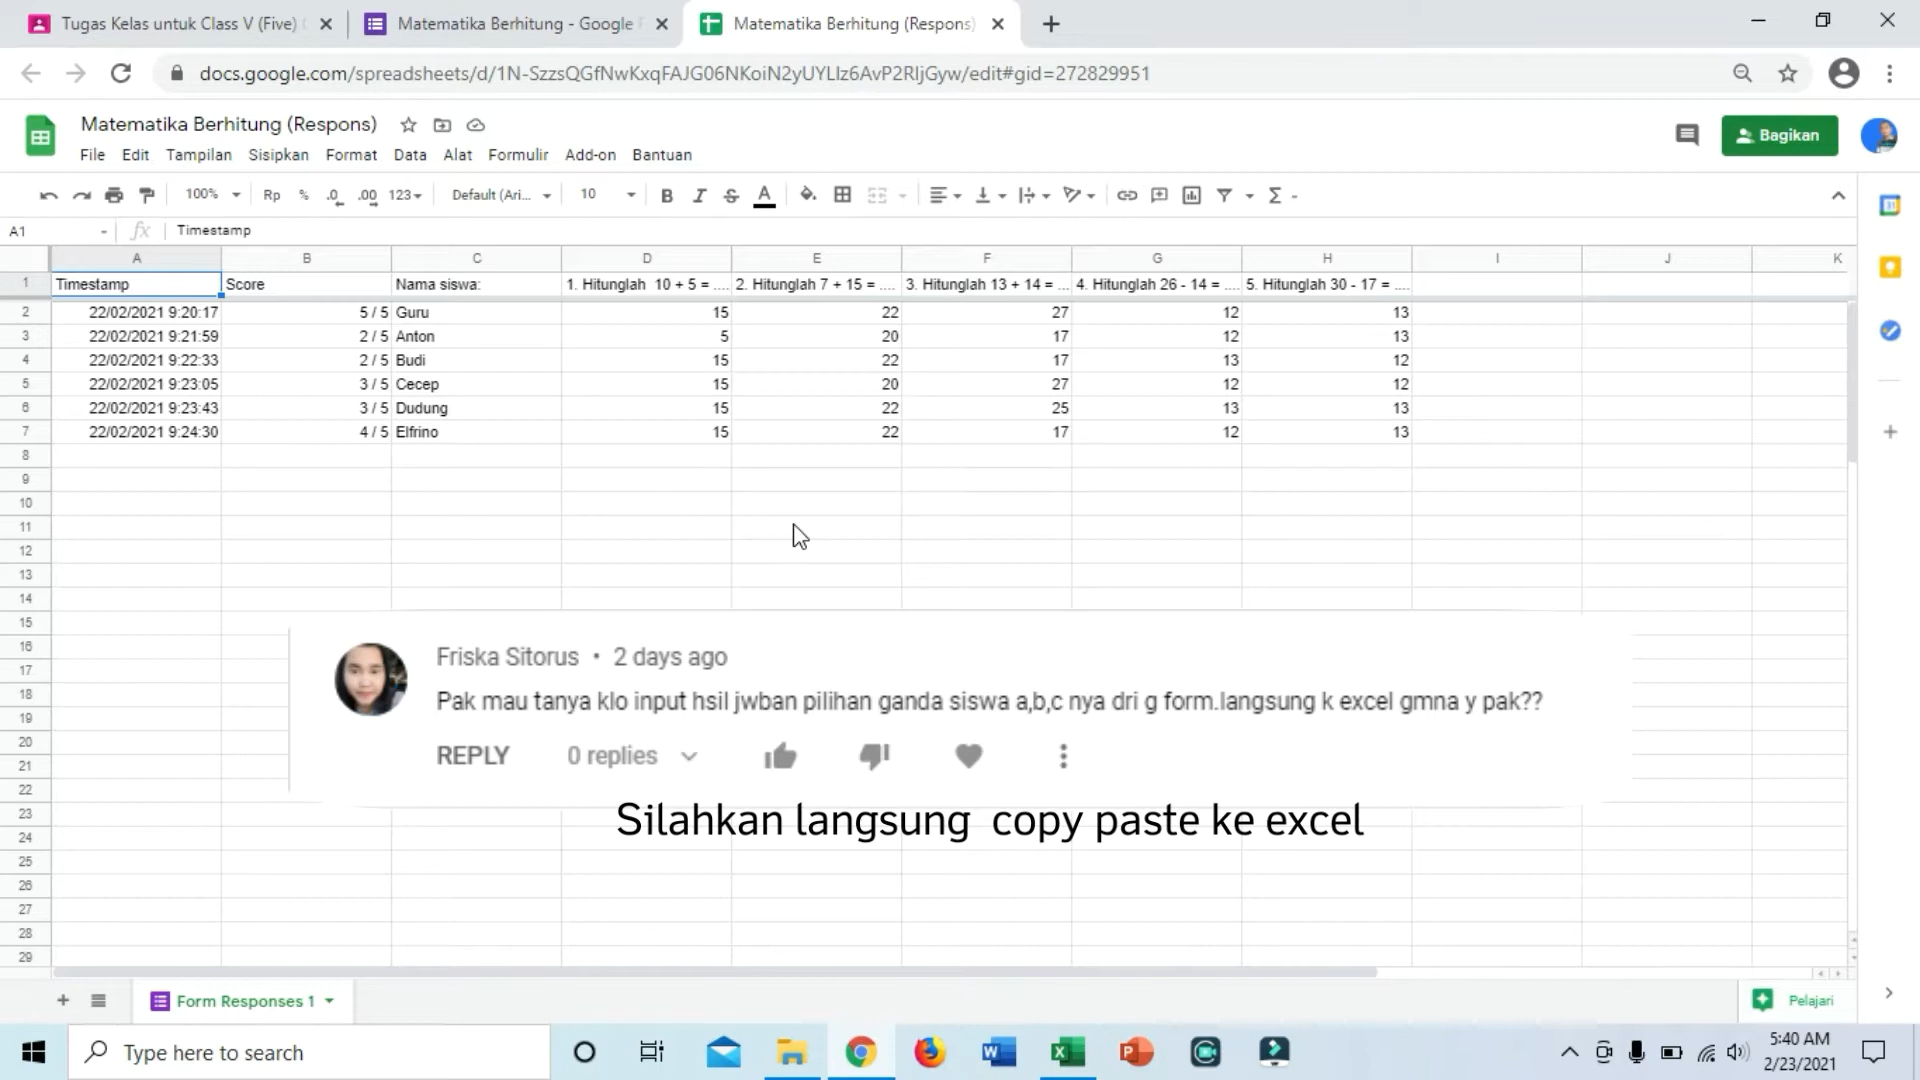 Tugas Kelas untuk Class V (Five)
Matematika Berhitung - Google
Matematika Berhitung (Respons)
docs.google.com/spreadsheets/d/1N-SzzsQGfNwKxqFAJG06NKoiN2yUYLIz6AvP2RIjGyw/edit#gid=272829951
Matematika Berhitung (Respons)
Bagikan
File Edit Tampilan Sisipkan Format Data Alat Formulir Add-on Bantuan
100% Rp % .0 .00 123 Default (Ari... 10 B I S A Σ
A1 fx Timestamp
A B C D E F G H I J K
1 Timestamp Score Nama siswa: 1. Hitunglah 10 + 5 = .... 2. Hitunglah 7 + 15 = .... 3. Hitunglah 13 + 14 = ... 4. Hitunglah 26 - 14 = .... 5. Hitunglah 30 - 17 = ....
2 22/02/2021 9:20:17 5 / 5 Guru 15 22 27 12 13
3 22/02/2021 9:21:59 2 / 5 Anton 5 20 17 12 13
4 22/02/2021 9:22:33 2 / 5 Budi 15 22 17 13 12
5 22/02/2021 9:23:05 3 / 5 Cecep 15 20 27 12 12
6 22/02/2021 9:23:43 3 / 5 Dudung 15 22 25 13 13
7 22/02/2021 9:24:30 4 / 5 Elfrino 15 22 17 12 13
8
9
10
11
12
13
14
15
16
17
18
19
20
21
22
23
24
25
26
27
28
29
Friska Sitorus • 2 days ago
Pak mau tanya klo input hsil jwban pilihan ganda siswa a,b,c nya dri g form.langsung k excel gmna y pak??
REPLY 0 replies
Silahkan langsung copy paste ke excel
Form Responses 1
Pelajari
Type here to search
5:40 AM
2/23/2021